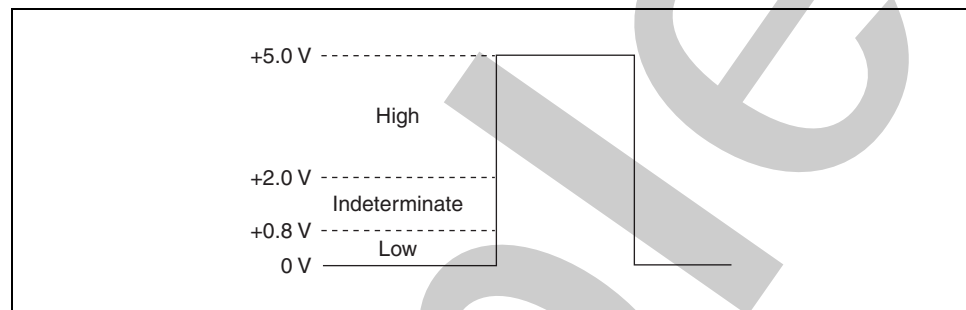 +5.0 V
High
+2.0 V
Indeterminate
+0.8 V
Low
0 V